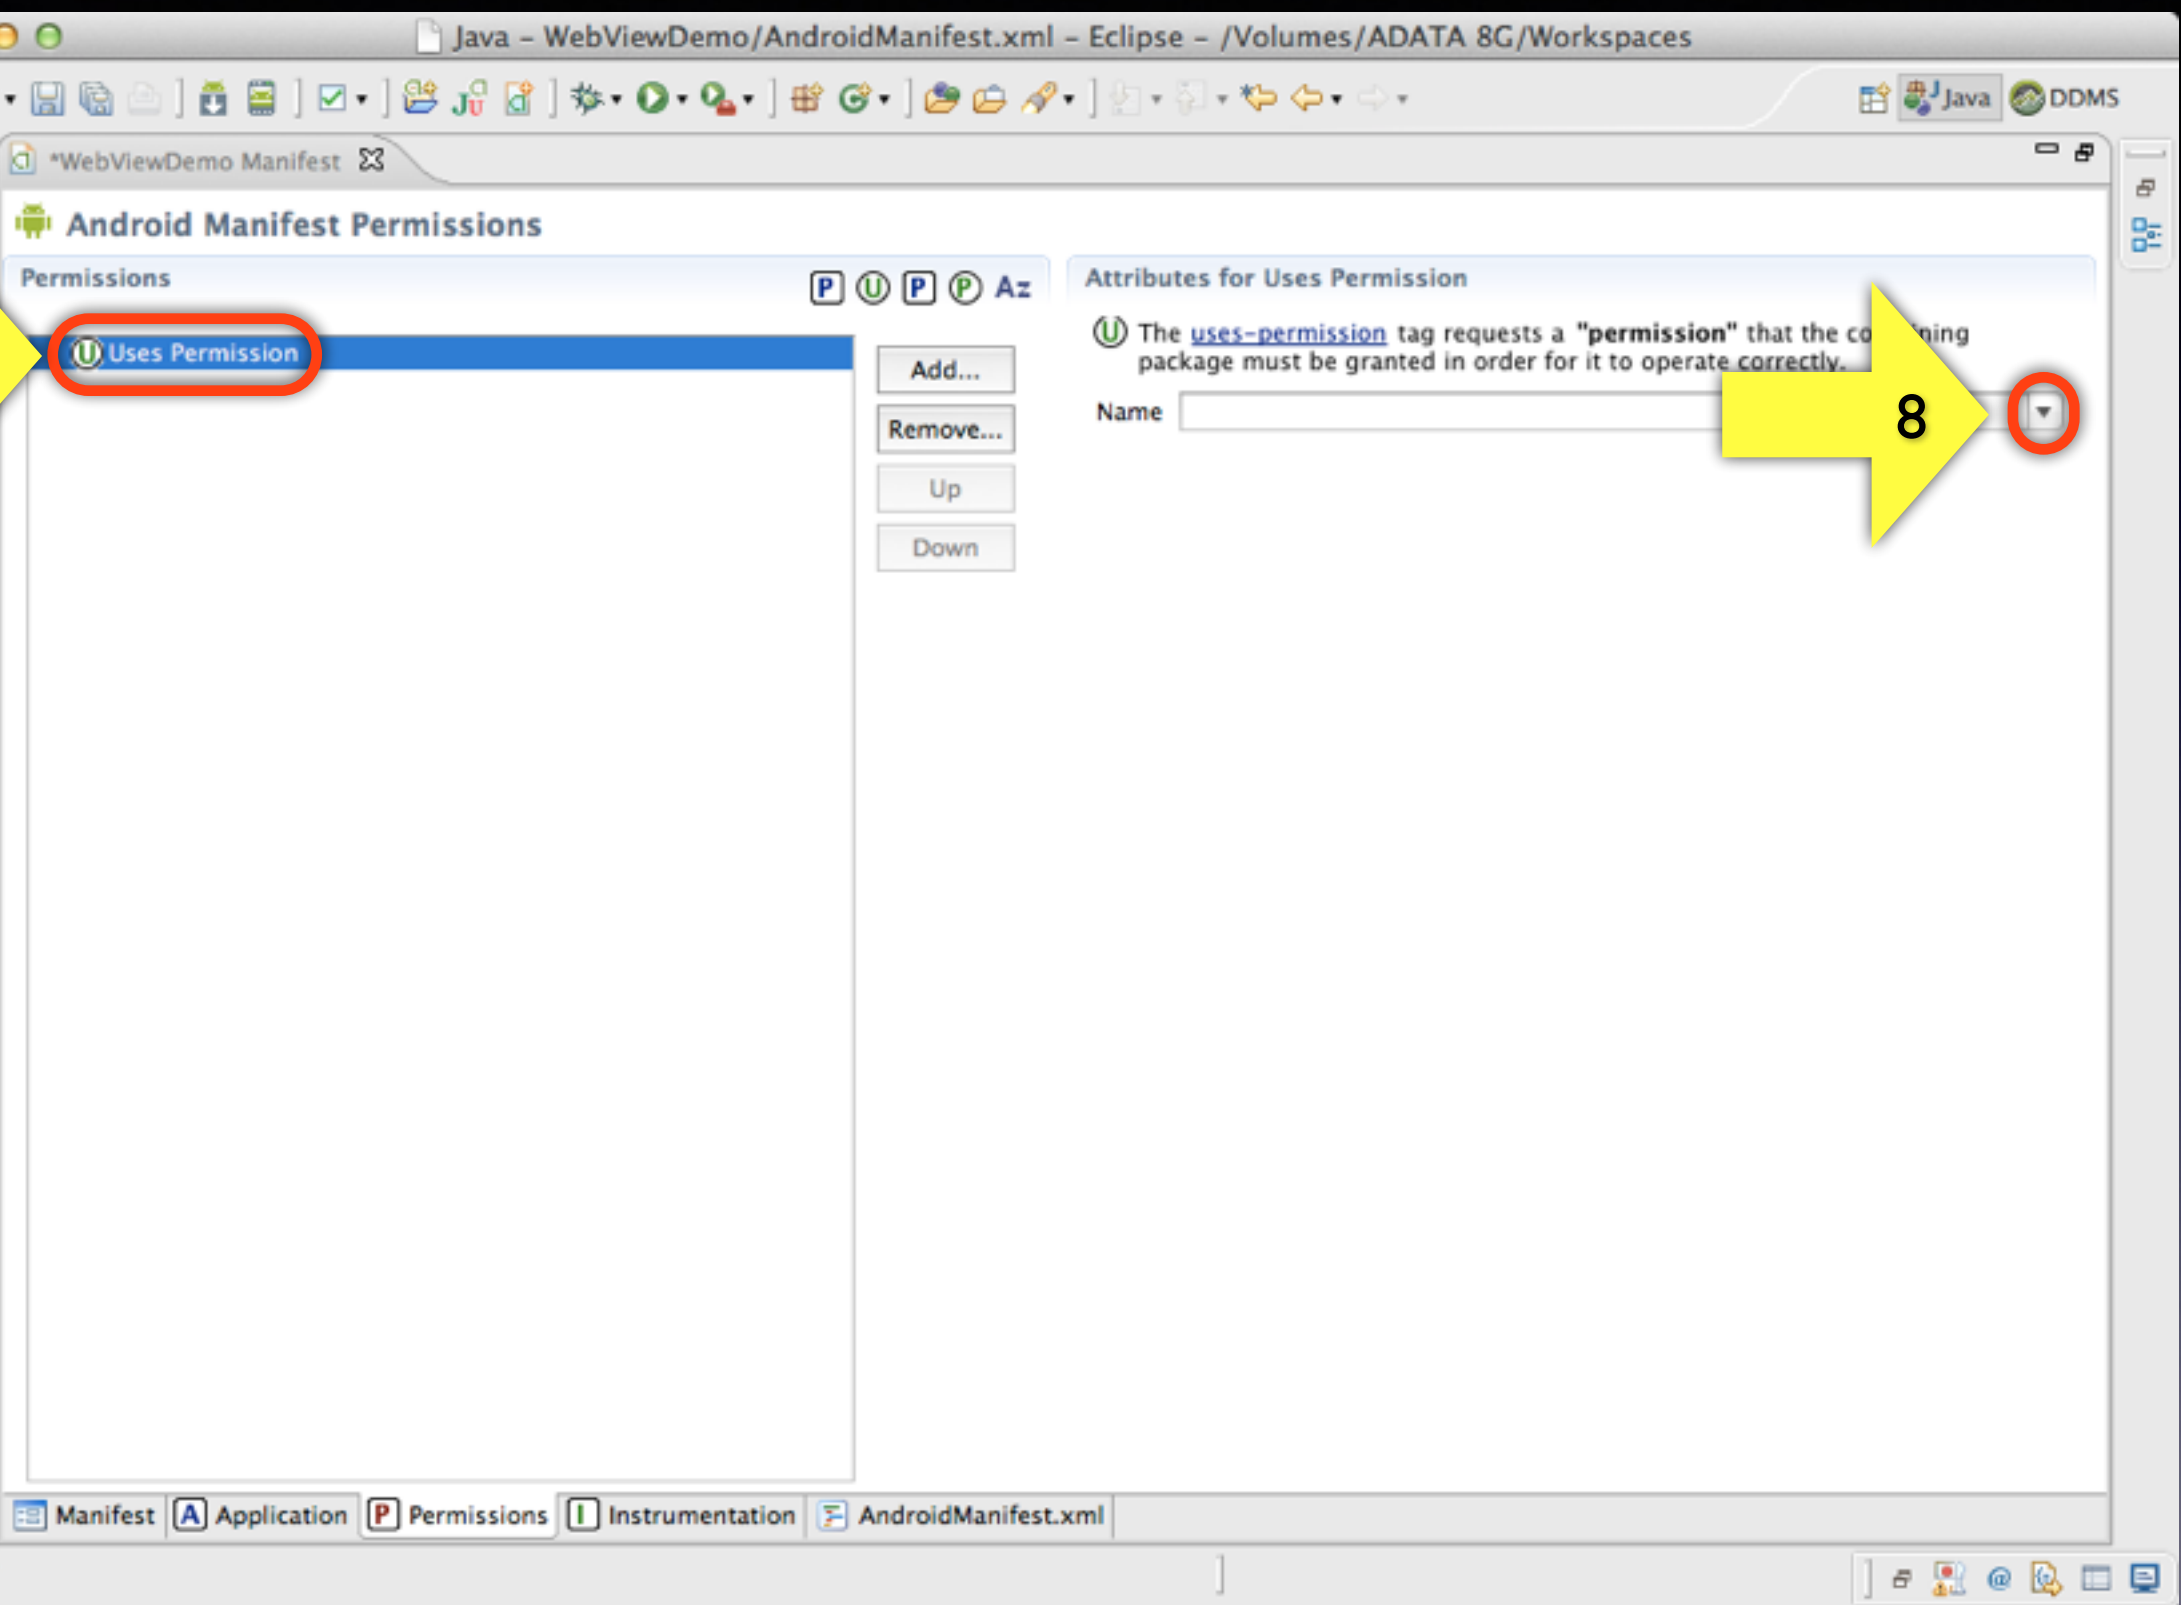 Java – WebViewDemo/AndroidManifest.xml – Eclipse – /Volumes/ADATA 8G/Workspaces
Java DDMS
*WebViewDemo Manifest
Android Manifest Permissions
Permissions
P U P P Az
Attributes for Uses Permission
U Uses Permission
U The uses-permission tag requests a "permission" that the
package must be granted in order for it to operate correctly.
Add...
Name
8
Remove...
Up
Down
Manifest A Application P Permissions I Instrumentation AndroidManifest.xml